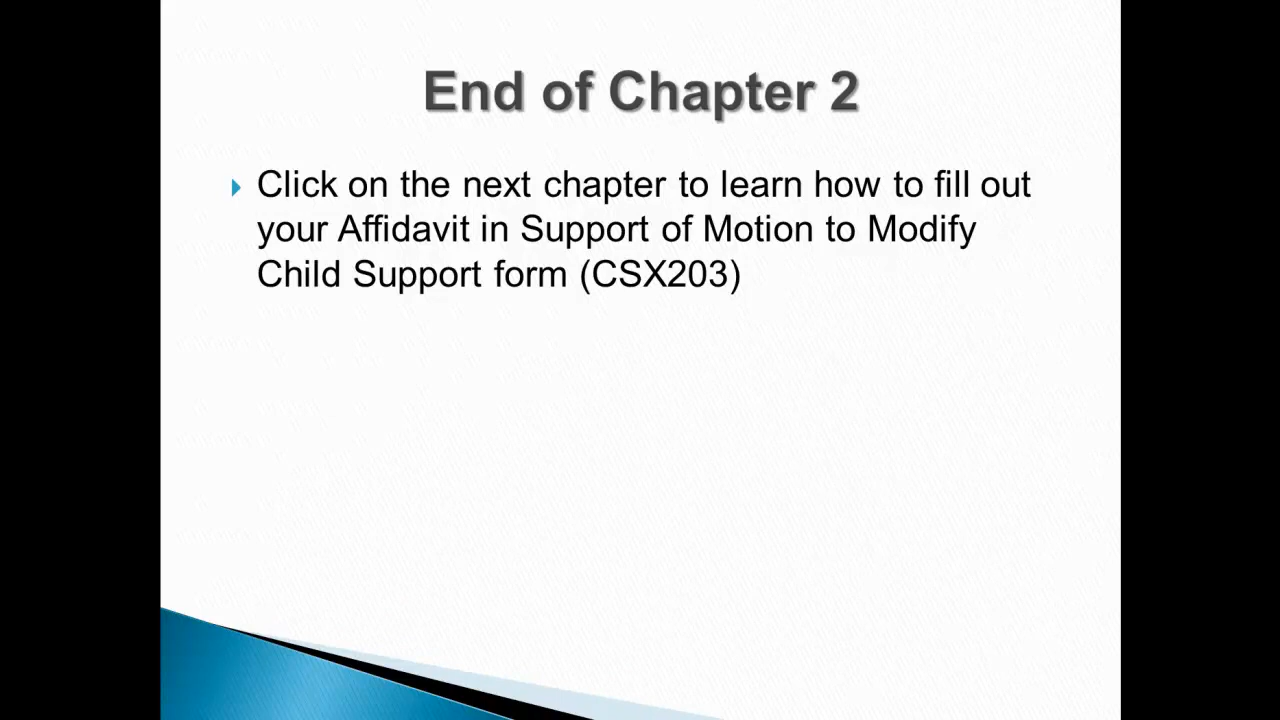 End of Chapter 2
Click on the next chapter to learn how to fill out
your Affidavit in Support of Motion to Modify
Child Support form (CSX203)